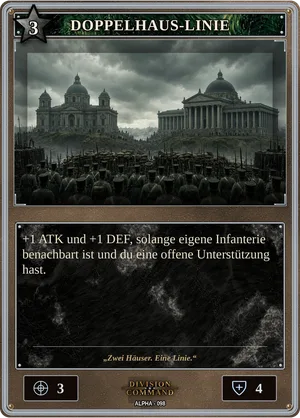 3
DOPPELHAUS-LINIE
+1 ATK und +1 DEF, solange eigene Infanterie
benachbart ist und du eine offene Unterstützung
hast.
„Zwei Häuser. Eine Linie.“
3
DIVISION
COMMAND
ALPHA - 098
4